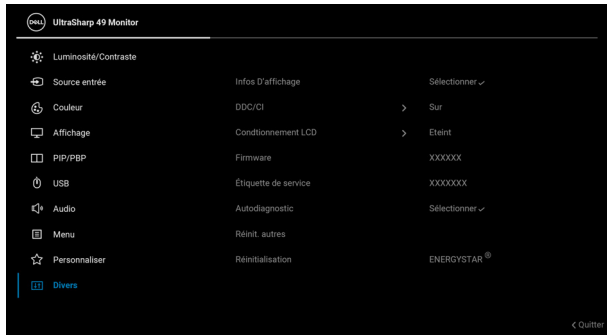 DELL UltraSharp 49 Monitor
Luminosité/Contraste
Source entrée Infos D'affichage Sélectionner
Couleur DDC/CI Sur
Affichage Condtionnement LCD Eteint
PIP/PBP Firmware XXXXXX
USB Étiquette de service XXXXXXX
Audio Autodiagnostic Sélectionner
Menu Réinit. autres
Personnaliser Réinitialisation ENERGYSTAR ®
Divers
Quitter